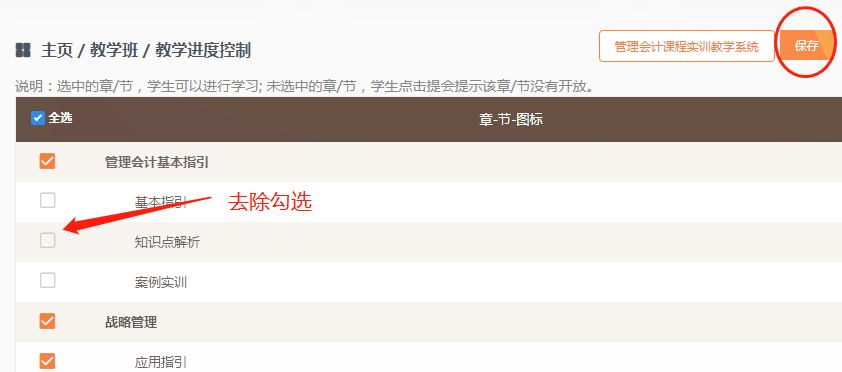 主页 / 教学班 / 教学进度控制
管理会计课程实训教学系统
保存
说明：选中的章/节，学生可以进行学习; 未选中的章/节，学生点击提会提示该章/节没有开放。
全选
章-节-图标
管理会计基本指引
基本指引
去除勾选
知识点解析
案例实训
战略管理
应用指引